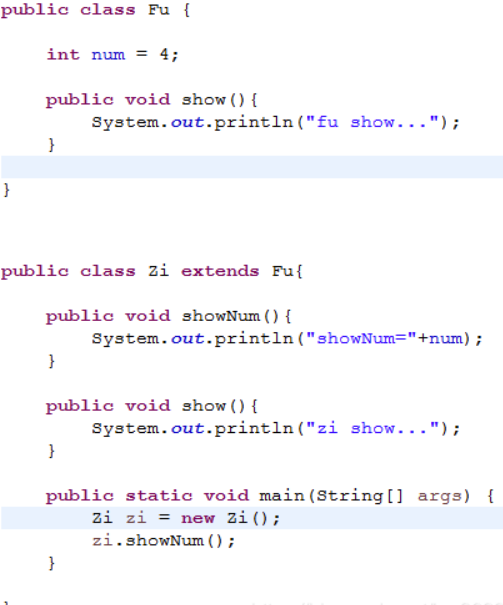 public class Fu {
int num = 4;
public void show(){
System.out.println("fu show...");
}
}
public class Zi extends Fu{
public void showNum(){
System.out.println("showNum="+num);
}
public void show(){
System.out.println("zi show...");
}
public static void main(String[] args) {
Zi zi = new Zi();
zi.showNum();
}
}